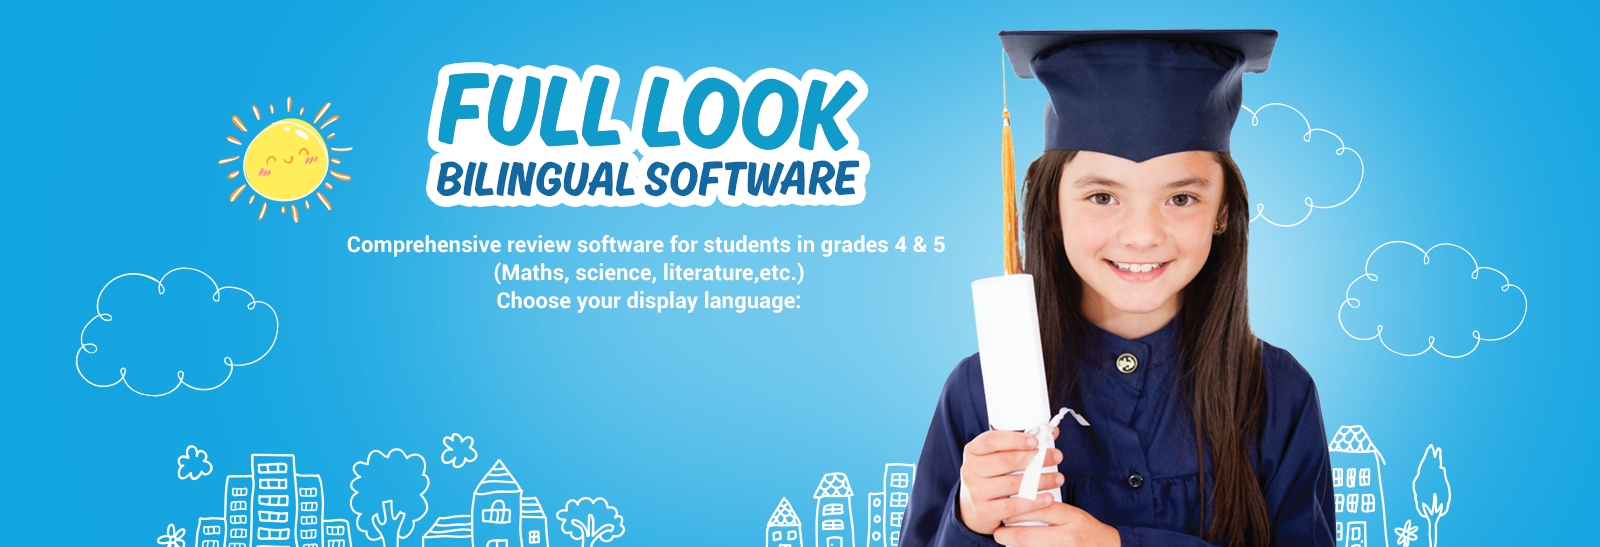 FULL LOOK
BILINGUAL SOFTWARE
Comprehensive review software for students in grades 4 & 5
(Maths, science, literature,etc.)
Choose your display language: